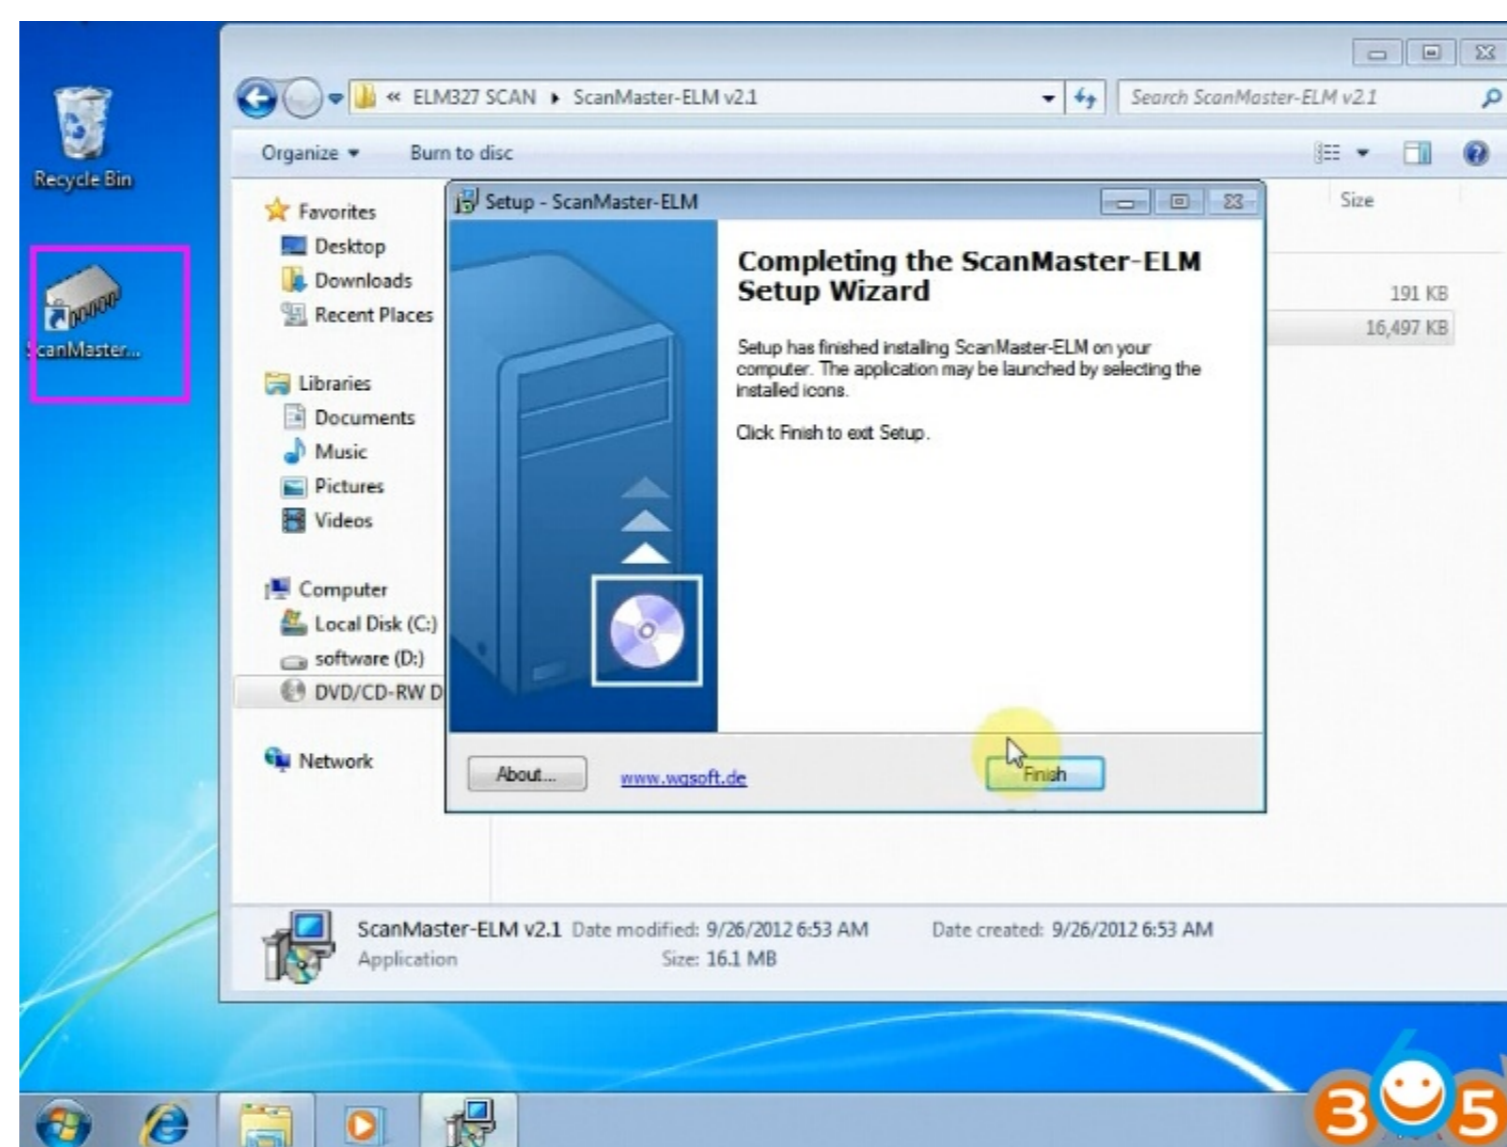 « ELM327 SCAN ▸ ScanMaster-ELM v2.1
Search ScanMaster-ELM v2.1
Organize
Burn to disc
Recycle Bin
ScanMaster...
Favorites
Desktop
Downloads
Recent Places
Libraries
Documents
Music
Pictures
Videos
Computer
Local Disk (C:)
software (D:)
DVD/CD-RW D
Network
Size
191 KB
16,497 KB
Setup - ScanMaster-ELM
Completing the ScanMaster-ELM
Setup Wizard
Setup has finished installing ScanMaster-ELM on your
computer. The application may be launched by selecting the
installed icons.
Click Finish to exit Setup.
About...
www.wgsoft.de
Finish
ScanMaster-ELM v2.1 Date modified: 9/26/2012 6:53 AM Date created: 9/26/2012 6:53 AM
Application Size: 16.1 MB
365